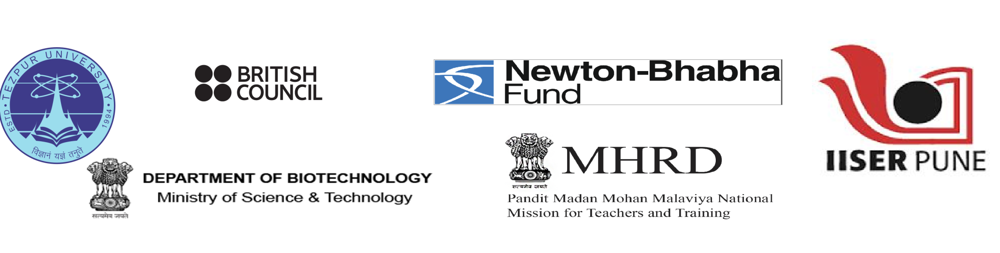 TEZPUR UNIVERSITY
ESTD
1994
विज्ञानं यज्ञं तनुते
BRITISH
COUNCIL
Newton-Bhabha
Fund
IISER PUNE
सत्यमेव जयते
DEPARTMENT OF BIOTECHNOLOGY
Ministry of Science & Technology
सत्यमेव जयते
MHRD
Pandit Madan Mohan Malaviya National
Mission for Teachers and Training